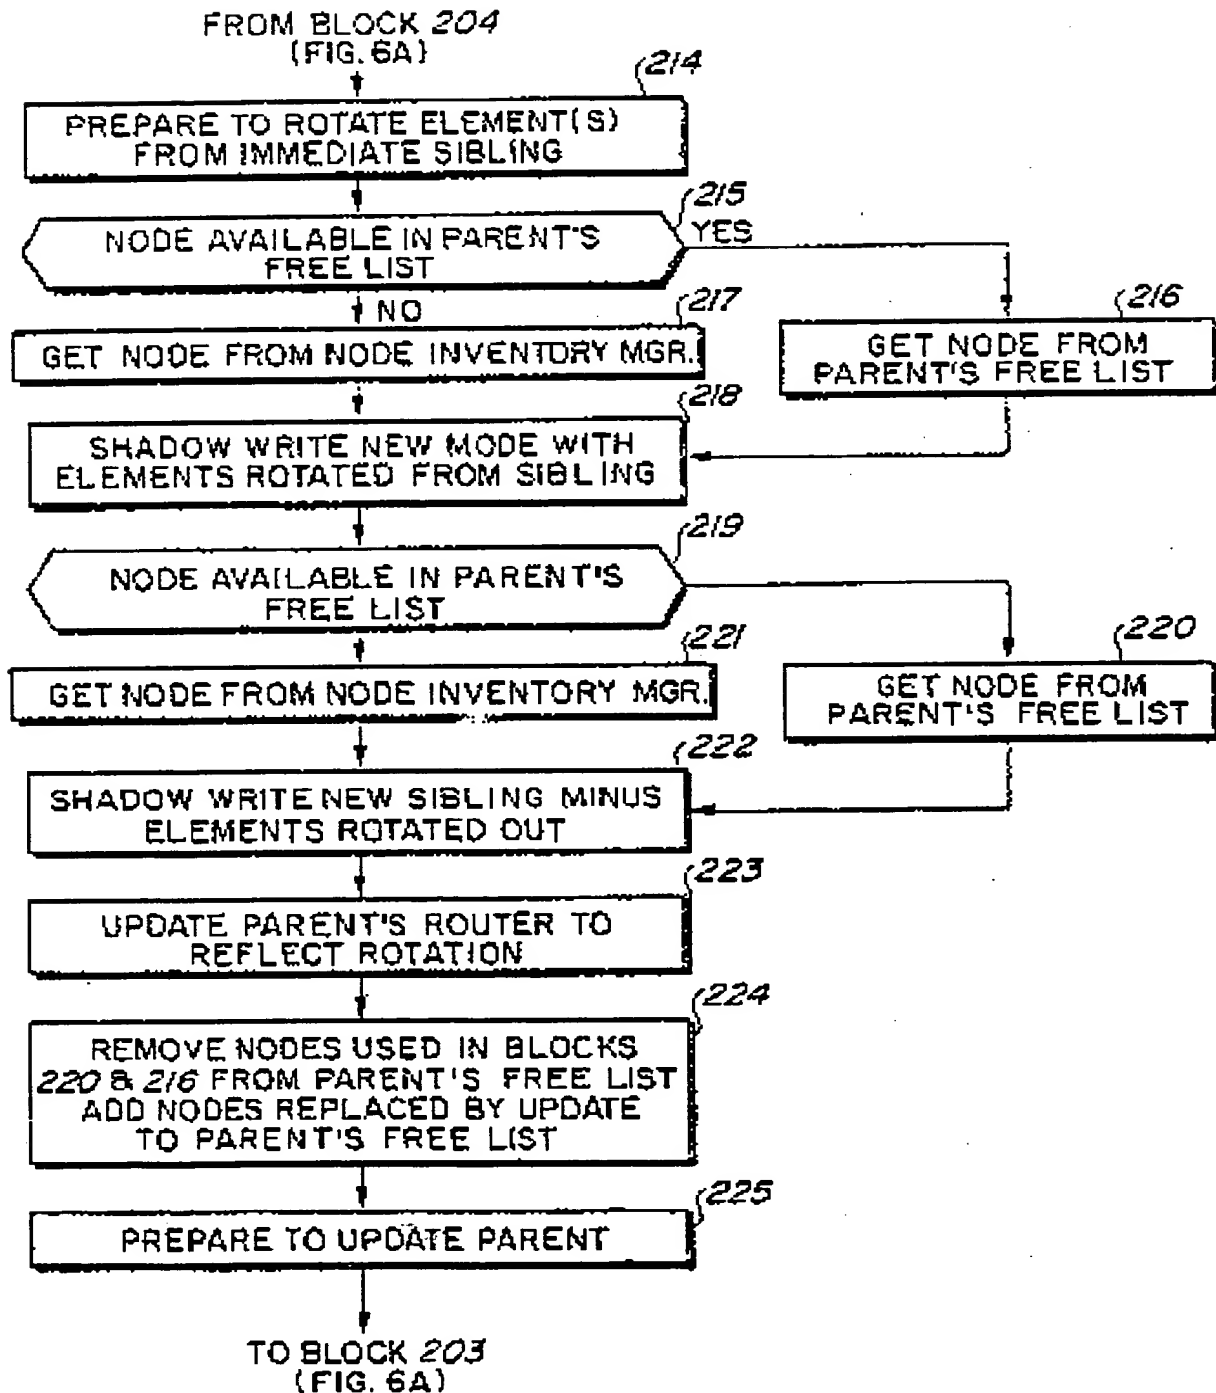 FROM BLOCK 204
(FIG. 6A)
214
PREPARE TO ROTATE ELEMENT(S)
FROM IMMEDIATE SIBLING
215
NODE AVAILABLE IN PARENT'S
FREE LIST
YES
NO
217
GET NODE FROM NODE INVENTORY MGR.
216
GET NODE FROM
PARENT'S FREE LIST
218
SHADOW WRITE NEW MODE WITH
ELEMENTS ROTATED FROM SIBLING
219
NODE AVAILABLE IN PARENT'S
FREE LIST
221
GET NODE FROM NODE INVENTORY MGR.
220
GET NODE FROM
PARENT'S FREE LIST
222
SHADOW WRITE NEW SIBLING MINUS
ELEMENTS ROTATED OUT
223
UPDATE PARENT'S ROUTER TO
REFLECT ROTATION
224
REMOVE NODES USED IN BLOCKS
220 & 216 FROM PARENT'S FREE LIST
ADD NODES REPLACED BY UPDATE
TO PARENT'S FREE LIST
225
PREPARE TO UPDATE PARENT
TO BLOCK 203
(FIG. 6A)